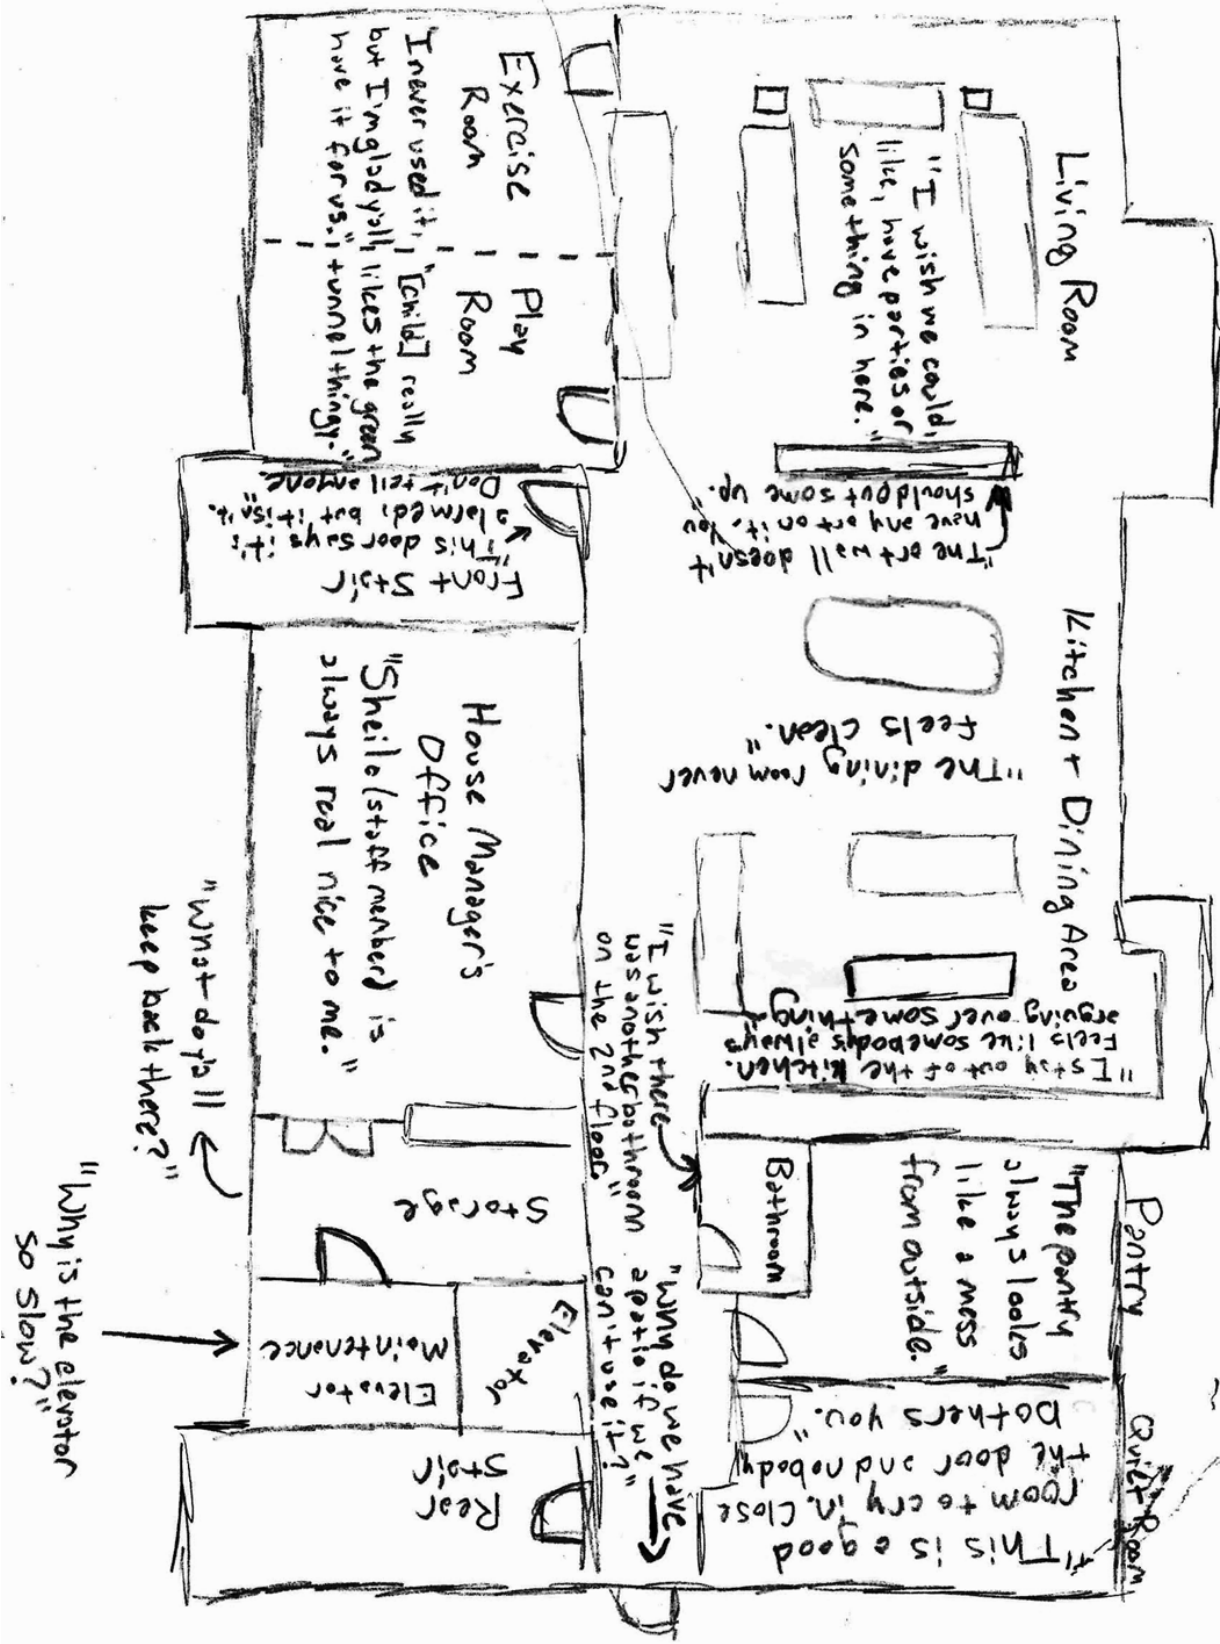 Living Room
"I wish we could,
like, have parties or
something in here."
Exercise
Room
"I never used it,
but I'm glad y'all
have it for us."
Play
Room
"[child] really
likes the green
tunnel thingy."
"The art wall doesn't
have any art on it. You
should put some up."
Front Stair
"This door says it's
alarmed, but it isn't.
Don't tell anyone."
Kitchen + Dining Area
"The dining room never
feels clean."
"I stay out of the kitchen.
Feels like somebody's always
arguing over something"
House Manager's
Office
"Sheila (staff member) is
always real nice to me."
"I wish there
was another bathroom
on the 2nd floor."
Bathroom
Pantry
"The pantry
always looks
like a mess
from outside."
Storage
"What do y'all
keep back there?"
Elevator
Elevator
Maintenance
"Why is the elevator
so slow?"
Rear
Stair
"Why do we have
a patio if we
can't use it?"
Quiet Room
"This is a good
room to cry in. Close
the door and nobody
bothers you."